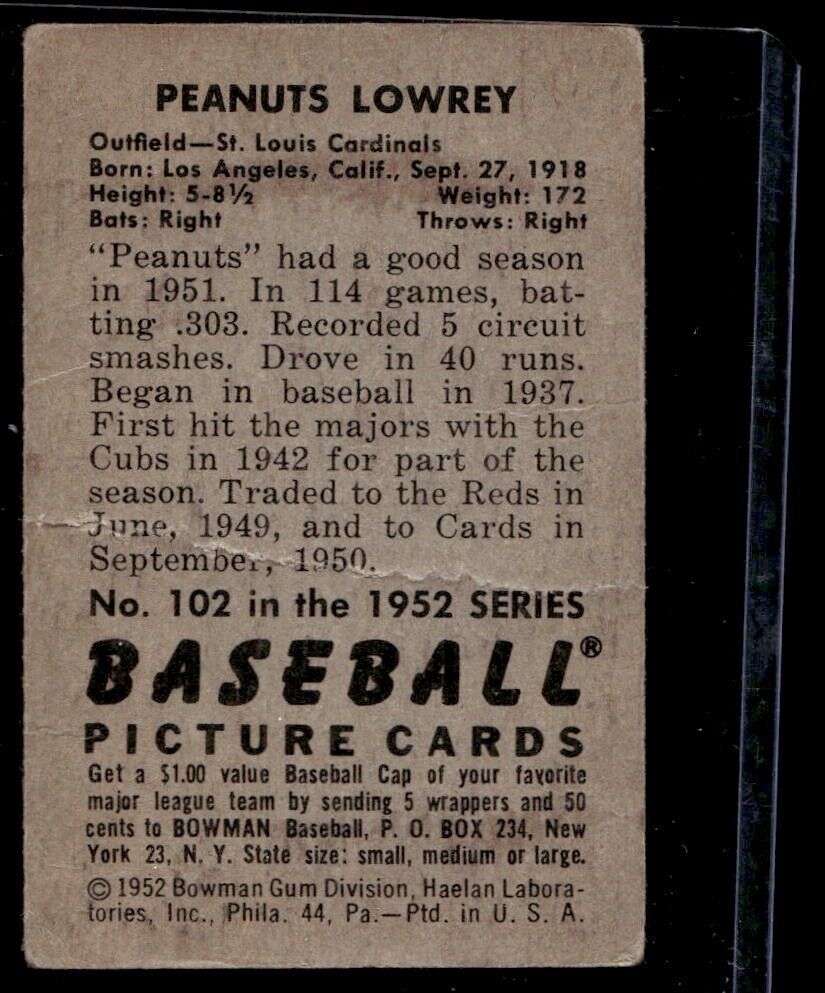 PEANUTS LOWREY
Outfield—St. Louis Cardinals
Born: Los Angeles, Calif., Sept. 27, 1918
Height: 5-8½ Weight: 172
Bats: Right Throws: Right
"Peanuts" had a good season
in 1951. In 114 games, bat-
ting .303. Recorded 5 circuit
smashes. Drove in 40 runs.
Began in baseball in 1937.
First hit the majors with the
Cubs in 1942 for part of the
season. Traded to the Reds in
June, 1949, and to Cards in
September, 1950.
No. 102 in the 1952 SERIES
BASEBALL®
PICTURE CARDS
Get a $1.00 value Baseball Cap of your favorite
major league team by sending 5 wrappers and 50
cents to BOWMAN Baseball, P. O. BOX 234, New
York 23, N. Y. State size: small, medium or large.
© 1952 Bowman Gum Division, Haelan Labora-
tories, Inc., Phila. 44, Pa.—Ptd. in U. S. A.